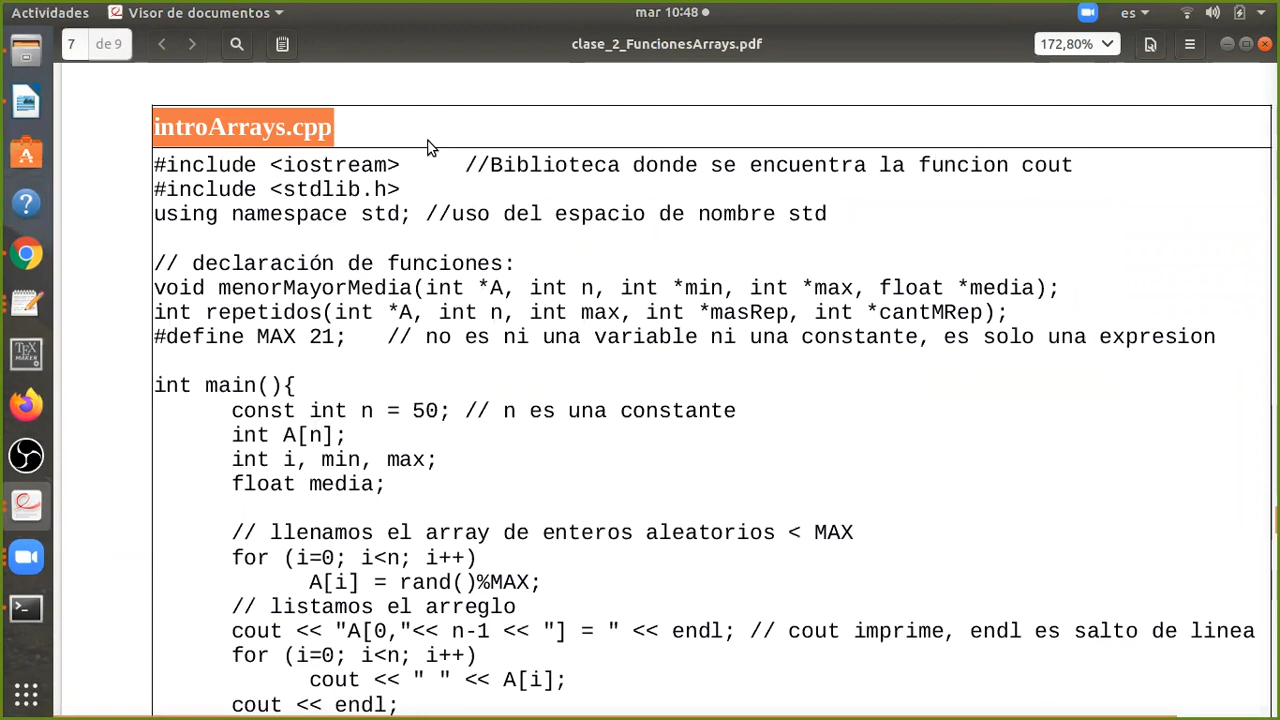 Actividades
Visor de documentos
mar 10:48
es
7
de 9
clase_2_FuncionesArrays.pdf
172,80%
introArrays.cpp
#include <iostream>     //Biblioteca donde se encuentra la funcion cout
#include <stdlib.h>
using namespace std; //uso del espacio de nombre std
// declaración de funciones:
void menorMayorMedia(int *A, int n, int *min, int *max, float *media);
int repetidos(int *A, int n, int max, int *masRep, int *cantMRep);
#define MAX 21;   // no es ni una variable ni una constante, es solo una expresion
int main(){
const int n = 50; // n es una constante
int A[n];
int i, min, max;
float media;
// llenamos el array de enteros aleatorios < MAX
for (i=0; i<n; i++)
A[i] = rand()%MAX;
// listamos el arreglo
cout << "A[0,"<< n-1 << "] = " << endl; // cout imprime, endl es salto de linea
for (i=0; i<n; i++)
cout << " " << A[i];
cout << endl;